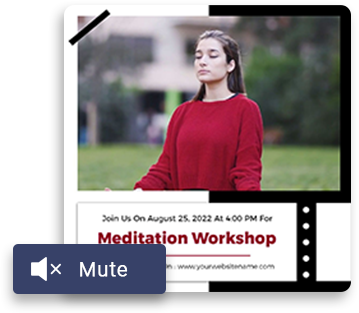 Join Us On August 25, 2022 At 4:00 PM For
Meditation Workshop
: www.yourwebsitename.com
Mute